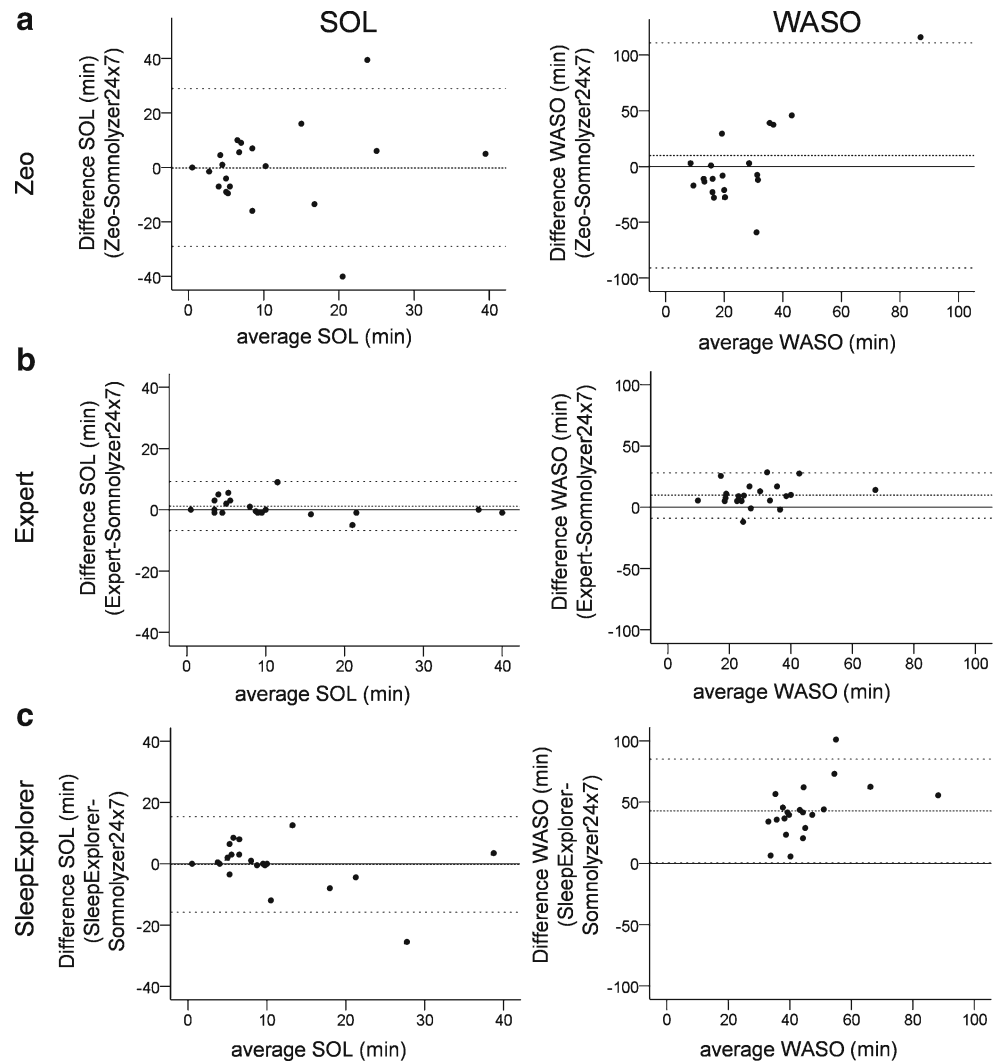 a
SOL
WASO
Zeo
Difference SOL (min)
(Zeo-Somnolyzer24x7)
40
20
0
-20
-40
0 10 20 30 40
average SOL (min)
Difference WASO (min)
(Zeo-Somnolyzer24x7)
100
50
0
-50
-100
0 20 40 60 80 100
average WASO (min)
b
Expert
Difference SOL (min)
(Expert-Somnolyzer24x7)
40
20
0
-20
-40
0 10 20 30 40
average SOL (min)
Difference WASO (min)
(Expert-Somnolyzer24x7)
100
50
0
-50
-100
0 20 40 60 80 100
average WASO (min)
c
SleepExplorer
Difference SOL (min)
(SleepExplorer-
Somnolyzer24x7)
40
20
0
-20
-40
0 10 20 30 40
average SOL (min)
Difference WASO (min)
(SleepExplorer-
Somnolyzer24x7)
100
50
0
-50
-100
0 20 40 60 80 100
average WASO (min)